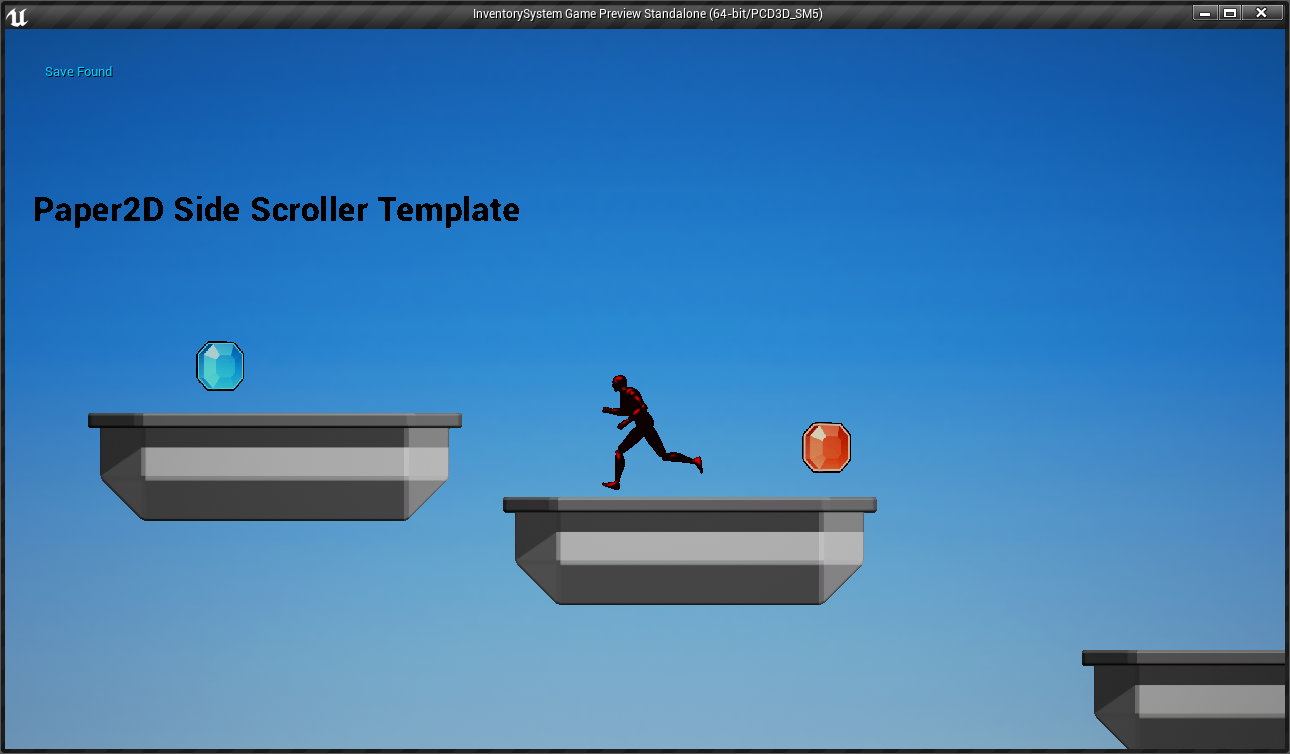 InventorySystem Game Preview Standalone (64-bit/PCD3D_SM5)
Save Found
Paper2D Side Scroller Template